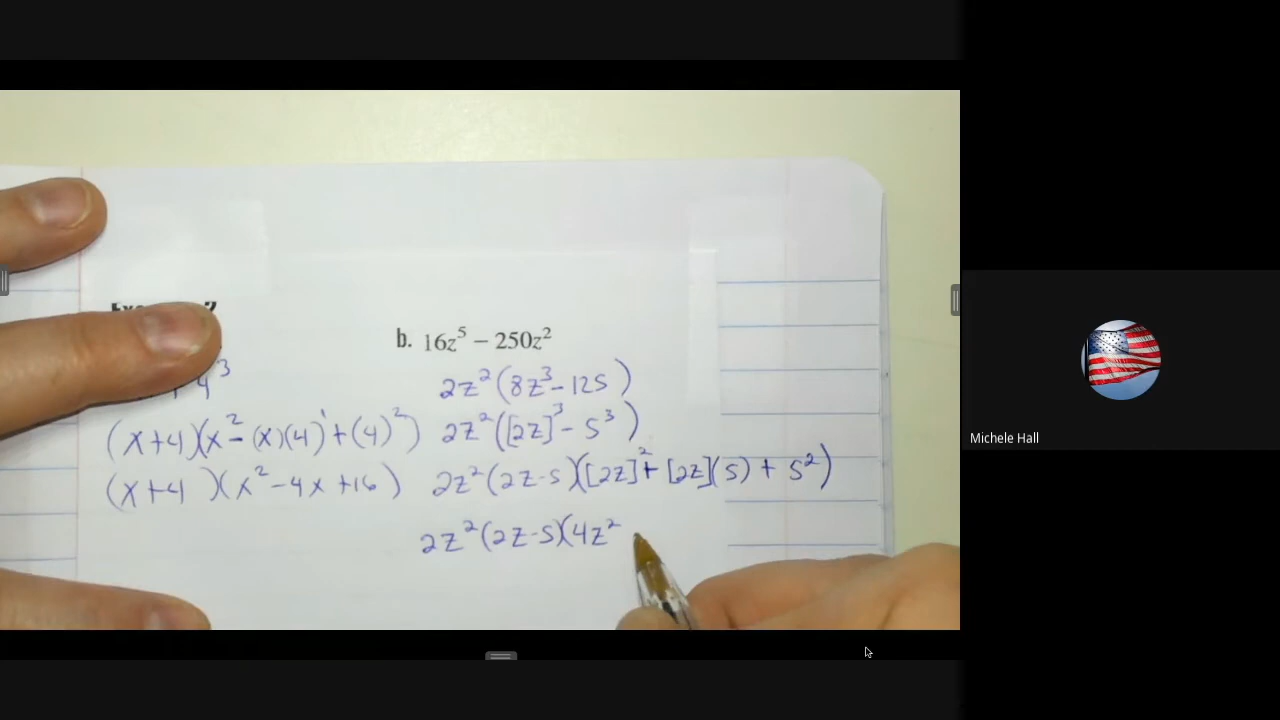 b. 16z⁵ − 250z²
4³
2z²(8z³-125)
(x+4)(x²-(x)(4)+(4)²)
2z²([2z]³-5³)
(x+4)(x²-4x+16)
2z²(2z-5)([2z]²+[2z](5)+5²)
2z²(2z-5)(4z²
Michele Hall